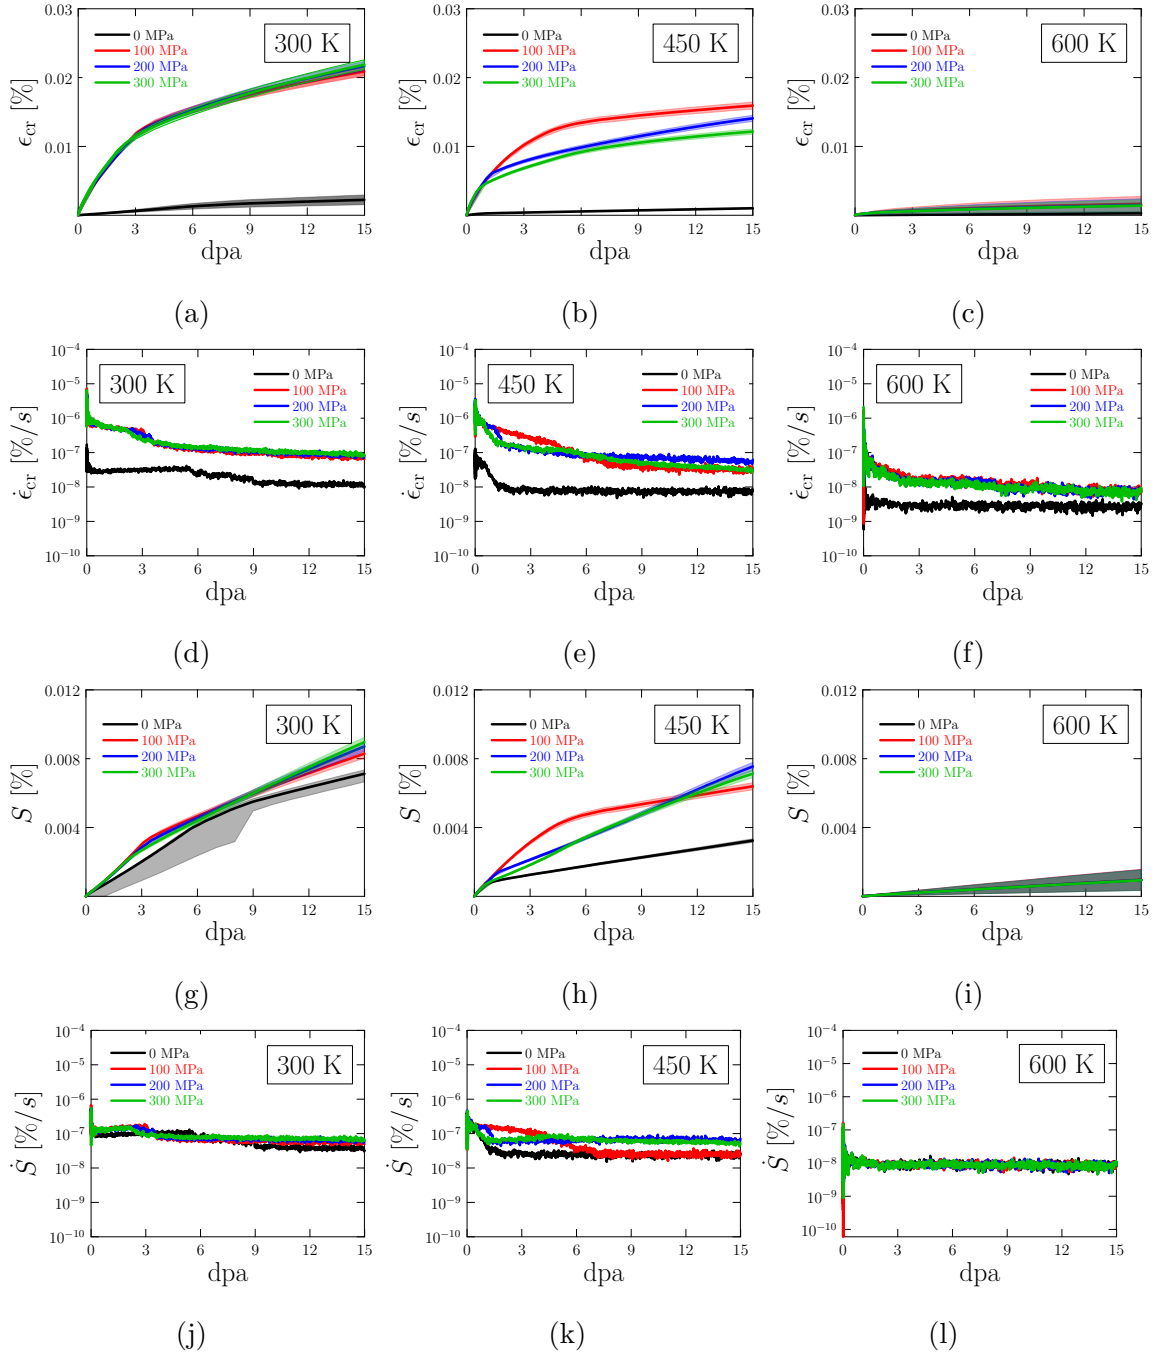 0.03
0.02
0.01
ϵcr [%]
0 MPa
100 MPa
200 MPa
300 MPa
300 K
0 3 6 9 12 15
dpa
(a)
0.03
0.02
0.01
ϵcr [%]
0 MPa
100 MPa
200 MPa
300 MPa
450 K
0 3 6 9 12 15
dpa
(b)
0.03
0.02
0.01
ϵcr [%]
0 MPa
100 MPa
200 MPa
300 MPa
600 K
0 3 6 9 12 15
dpa
(c)
10⁻⁴
10⁻⁵
10⁻⁶
10⁻⁷
10⁻⁸
10⁻⁹
10⁻¹⁰
ϵ̇cr [%/s]
300 K
0 MPa
100 MPa
200 MPa
300 MPa
0 3 6 9 12 15
dpa
(d)
10⁻⁴
10⁻⁵
10⁻⁶
10⁻⁷
10⁻⁸
10⁻⁹
10⁻¹⁰
ϵ̇cr [%/s]
450 K
0 MPa
100 MPa
200 MPa
300 MPa
0 3 6 9 12 15
dpa
(e)
10⁻⁴
10⁻⁵
10⁻⁶
10⁻⁷
10⁻⁸
10⁻⁹
10⁻¹⁰
ϵ̇cr [%/s]
600 K
0 MPa
100 MPa
200 MPa
300 MPa
0 3 6 9 12 15
dpa
(f)
0.012
0.008
0.004
S [%]
0 MPa
100 MPa
200 MPa
300 MPa
300 K
0 3 6 9 12 15
dpa
(g)
0.012
0.008
0.004
S [%]
0 MPa
100 MPa
200 MPa
300 MPa
450 K
0 3 6 9 12 15
dpa
(h)
0.012
0.008
0.004
S [%]
0 MPa
100 MPa
200 MPa
300 MPa
600 K
0 3 6 9 12 15
dpa
(i)
10⁻⁴
10⁻⁵
10⁻⁶
10⁻⁷
10⁻⁸
10⁻⁹
10⁻¹⁰
Ṡ [%/s]
0 MPa
100 MPa
200 MPa
300 MPa
300 K
0 3 6 9 12 15
dpa
(j)
10⁻⁴
10⁻⁵
10⁻⁶
10⁻⁷
10⁻⁸
10⁻⁹
10⁻¹⁰
Ṡ [%/s]
0 MPa
100 MPa
200 MPa
300 MPa
450 K
0 3 6 9 12 15
dpa
(k)
10⁻⁴
10⁻⁵
10⁻⁶
10⁻⁷
10⁻⁸
10⁻⁹
10⁻¹⁰
Ṡ [%/s]
0 MPa
100 MPa
200 MPa
300 MPa
600 K
0 3 6 9 12 15
dpa
(l)